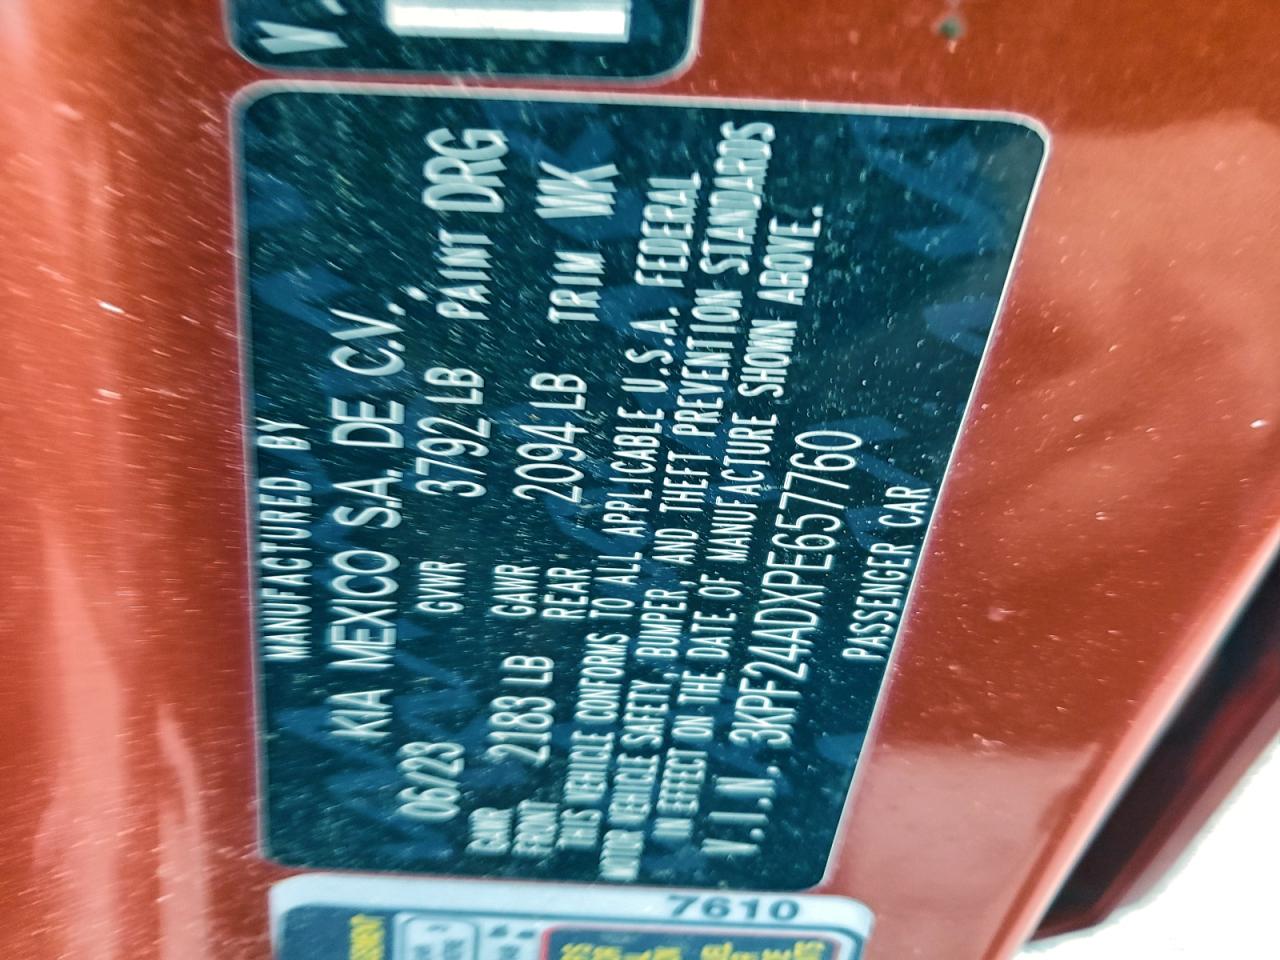 MANUFACTURED BY
KIA MEXICO S.A. DE C.V.
06/23 GVWR 3792 LB PAINT DRG
GAWR FRONT 2183 LB GAWR REAR 2094 LB TRIM WK
THIS VEHICLE CONFORMS TO ALL APPLICABLE U.S.A. FEDERAL
MOTOR VEHICLE SAFETY, BUMPER, AND THEFT PREVENTION STANDARDS
IN EFFECT ON THE DATE OF MANUFACTURE SHOWN ABOVE.
V.I.N. 3KPF24ADXPE657760
PASSENGER CAR
7610